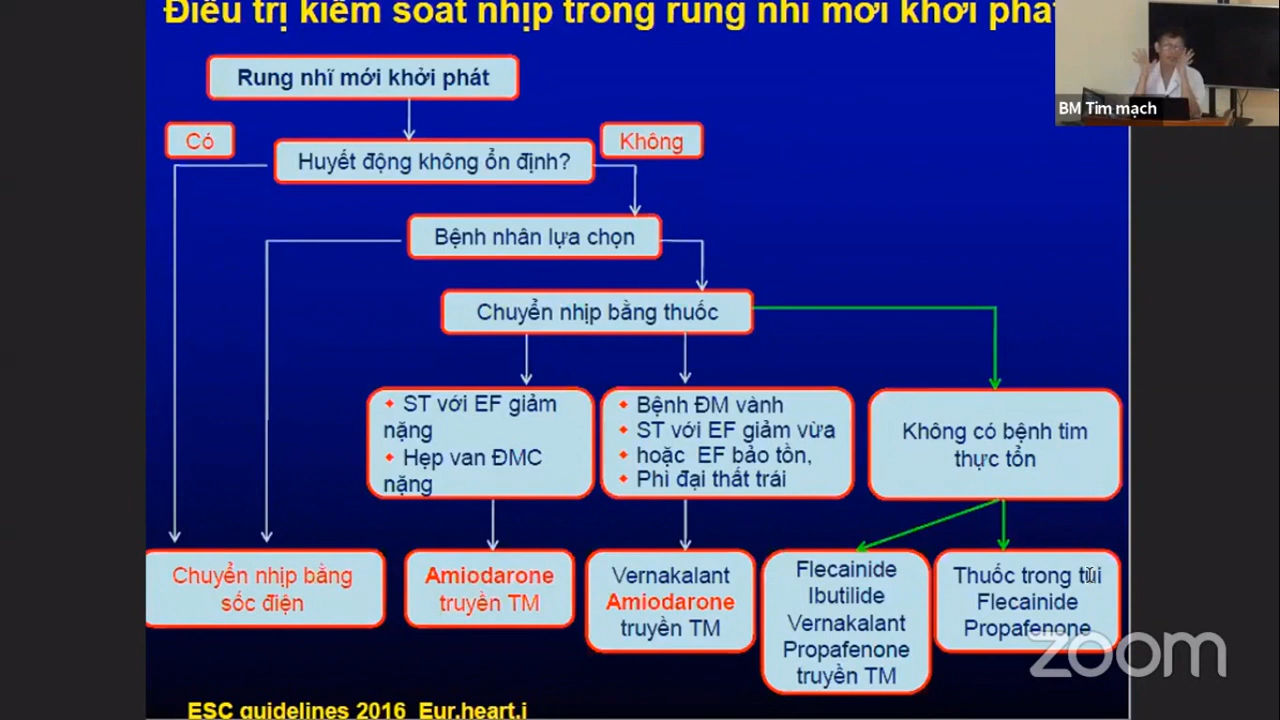 Điều trị kiểm soát nhịp trong rung nhĩ mới khởi phát
BM Tim mạch
Rung nhĩ mới khởi phát
Có
Huyết động không ổn định?
Không
Bệnh nhân lựa chọn
Chuyển nhịp bằng thuốc
ST với EF giảm
nặng
Hẹp van ĐMC
nặng
Bệnh ĐM vành
ST với EF giảm vừa
hoặc EF bảo tồn,
Phì đại thất trái
Không có bệnh tim
thực tổn
Chuyển nhịp bằng
sốc điện
Amiodarone
truyền TM
Vernakalant
Amiodarone
truyền TM
Flecainide
Ibutilide
Vernakalant
Propafenone
truyền TM
Thuốc trong túi
Flecainide
Propafenone
zoom
ESC guidelines 2016 Eur.heart.j